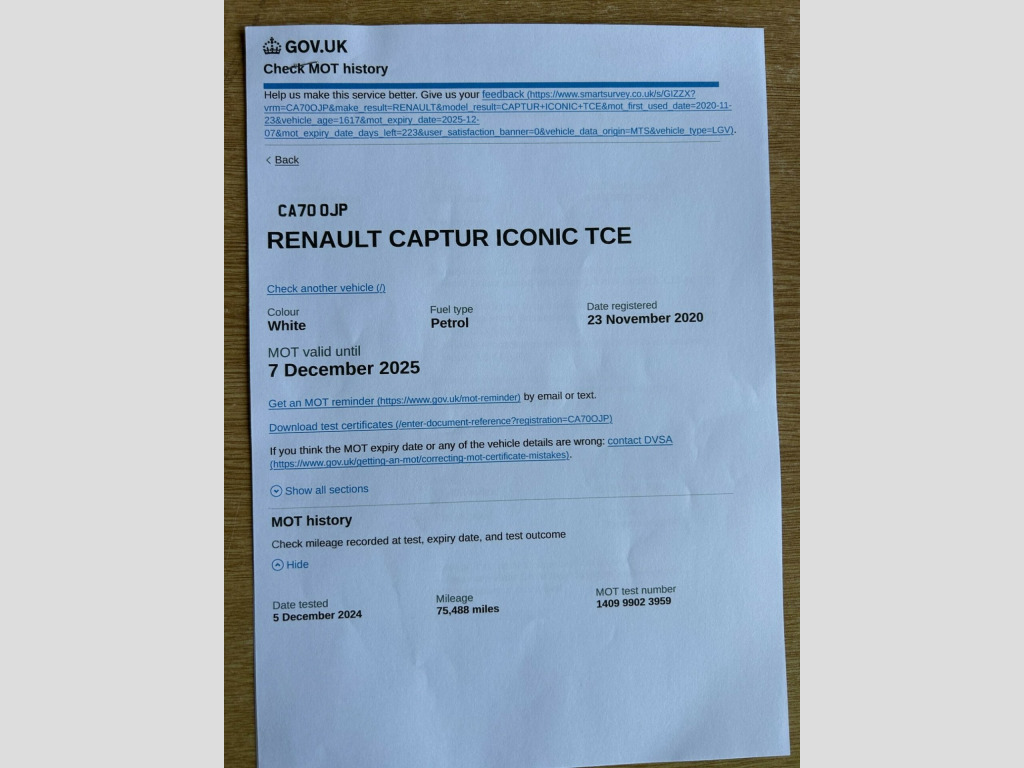 GOV.UK
Check MOT history
Help us make this service better. Give us your feedback (https://www.smartsurvey.co.uk/s/GIZZX?
vrm=CA70OJP&make_result=RENAULT&model_result=CAPTUR+ICONIC+TCE&mot_first_used_date=2020-11-
23&vehicle_age=1617&mot_expiry_date=2025-12-
07&mot_expiry_date_days_left=223&user_satisfaction_banner=0&vehicle_data_origin=MTS&vehicle_type=LGV).
Back
CA70 OJP
RENAULT CAPTUR ICONIC TCE
Check another vehicle (/)
Colour Fuel type Date registered
White Petrol 23 November 2020
MOT valid until
7 December 2025
Get an MOT reminder (https://www.gov.uk/mot-reminder) by email or text.
Download test certificates (/enter-document-reference?registration=CA70OJP)
If you think the MOT expiry date or any of the vehicle details are wrong: contact DVSA
(https://www.gov.uk/getting-an-mot/correcting-mot-certificate-mistakes).
Show all sections
MOT history
Check mileage recorded at test, expiry date, and test outcome
Hide
Date tested Mileage MOT test number
5 December 2024 75,488 miles 1409 9902 3959